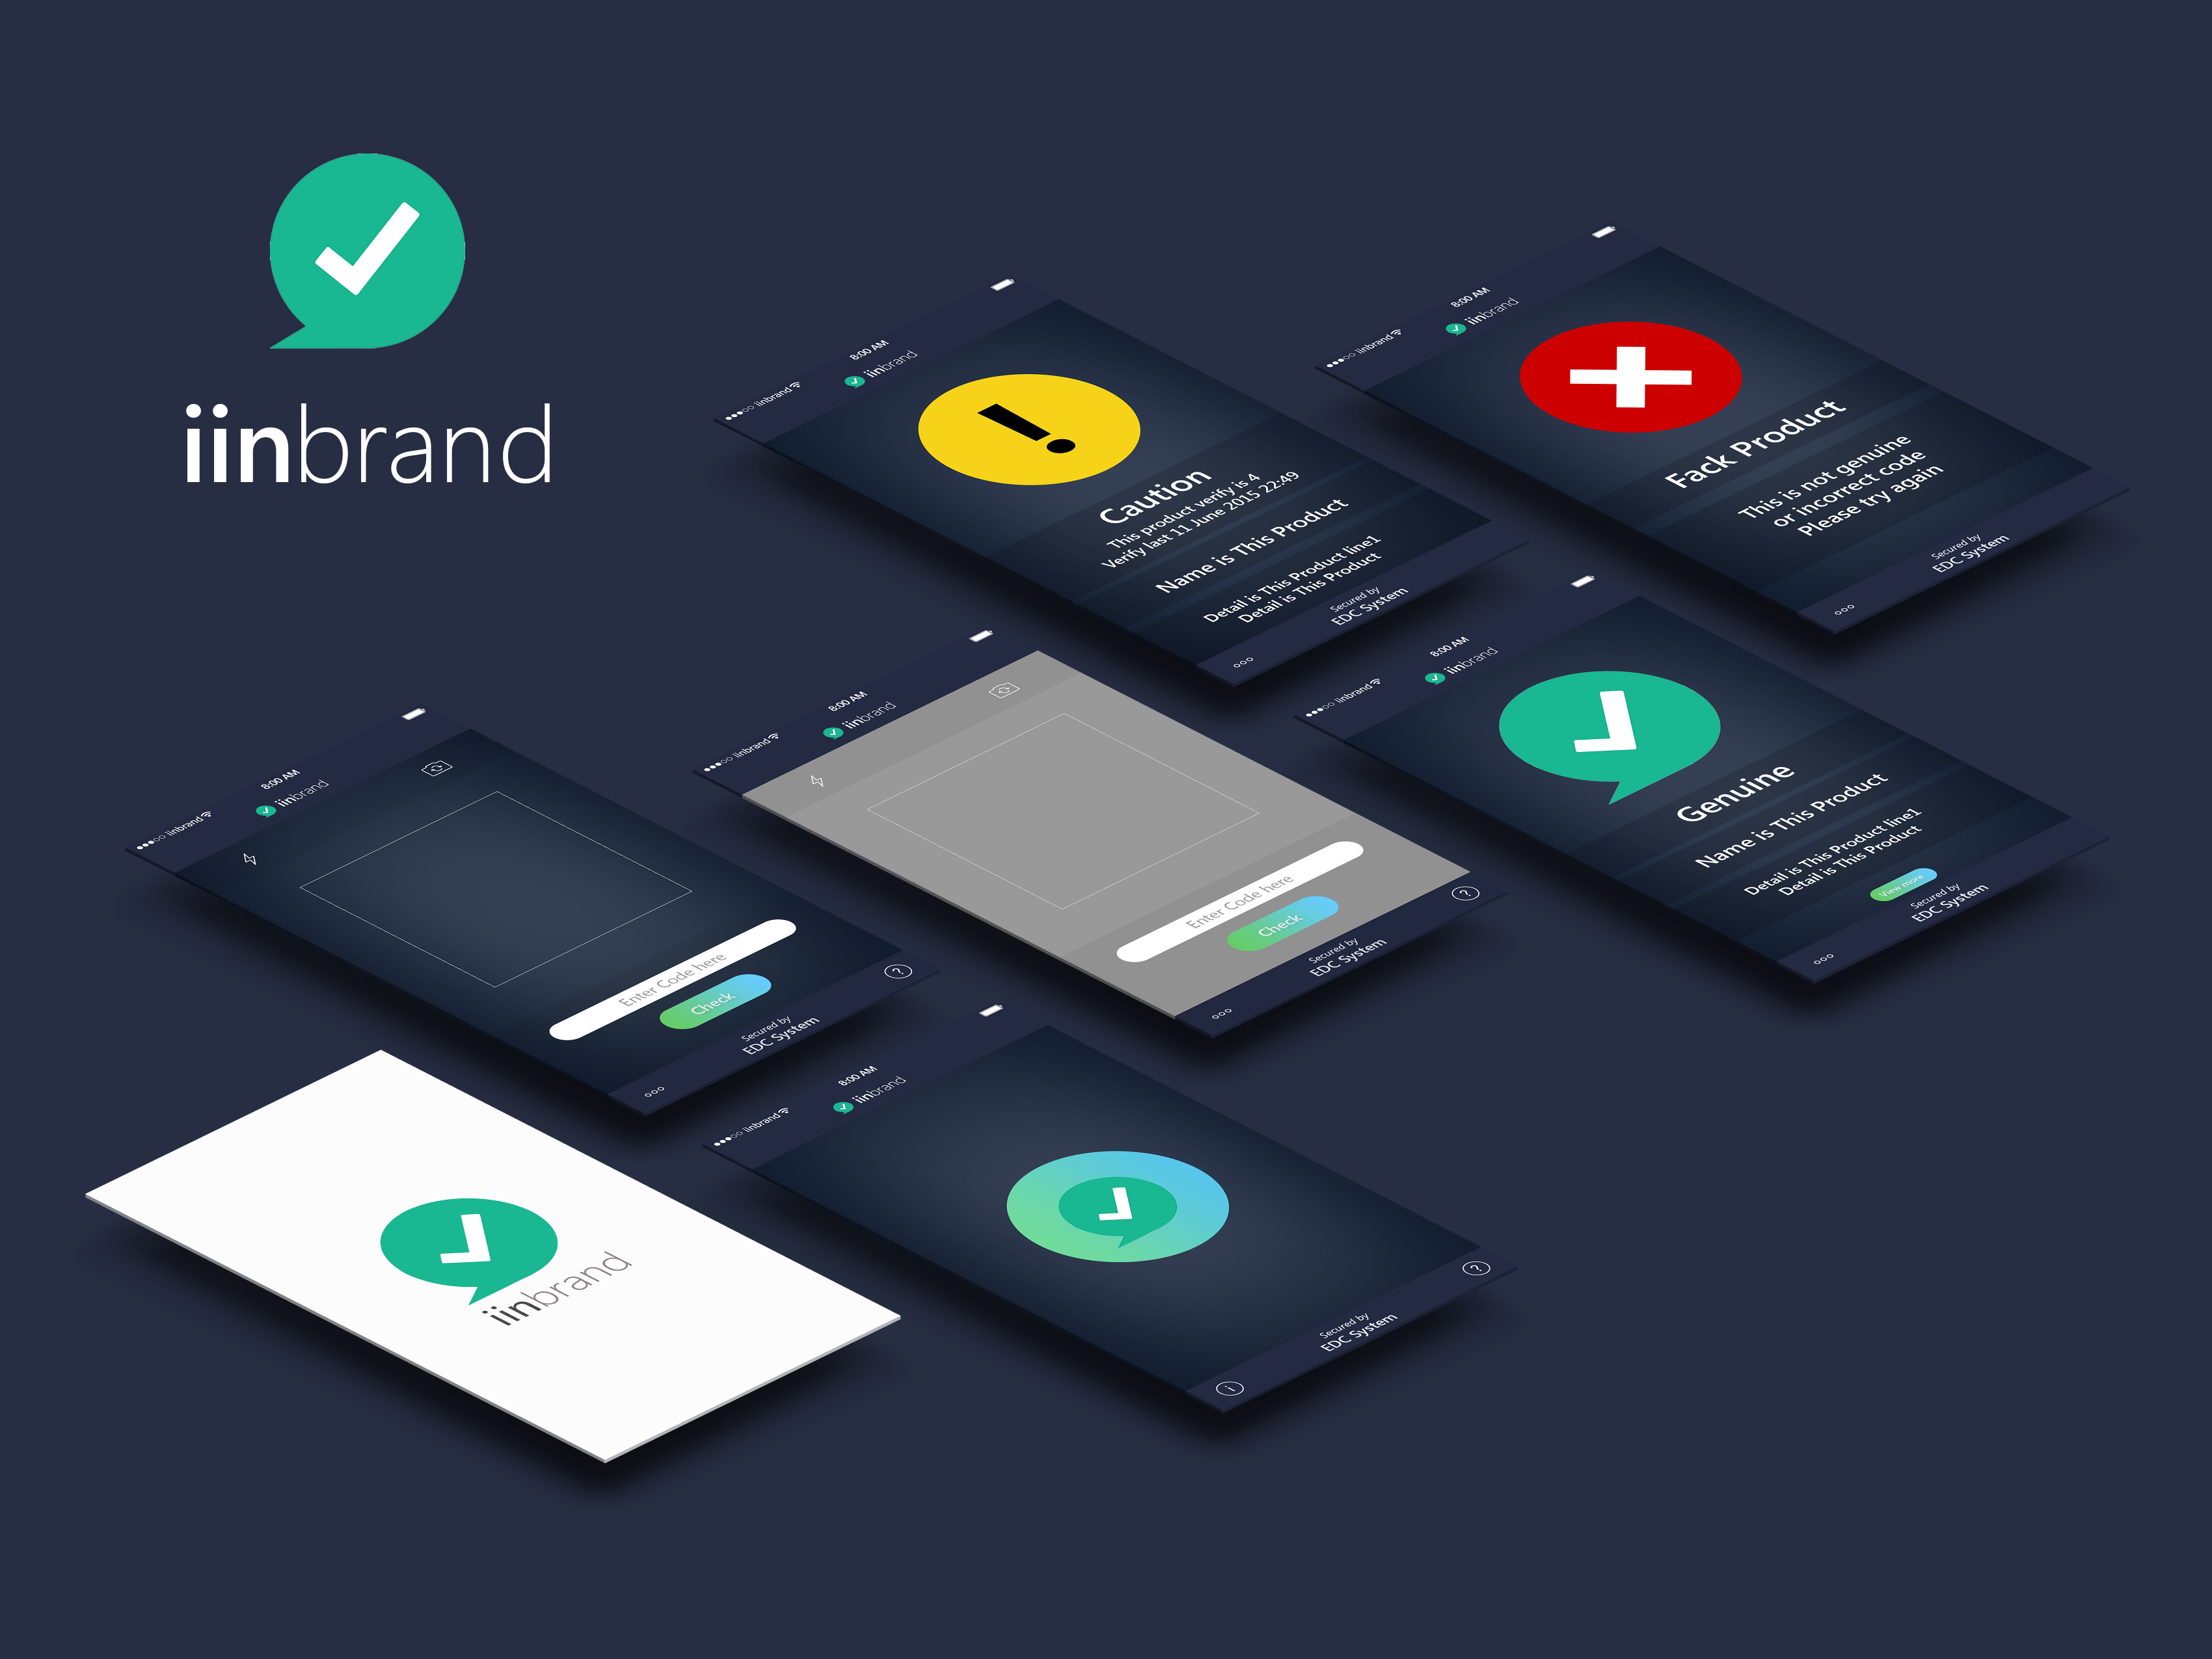 iinbrand
iinbrand
8:00 AM
iinbrand
Caution
This product verify is 4
Verify last 11 June 2015 22:49
Name is This Product
Detail is This Product line1
Detail is This Product
Secured by
EDC System
iinbrand
8:00 AM
iinbrand
Fack Product
This is not genuine
or incorrect code
Please try again
Secured by
EDC System
iinbrand
8:00 AM
iinbrand
Enter Code here
Check
Secured by
EDC System
?
iinbrand
8:00 AM
iinbrand
Enter Code here
Check
Secured by
EDC System
?
iinbrand
8:00 AM
iinbrand
Genuine
Name is This Product
Detail is This Product line1
Detail is This Product
View more
Secured by
EDC System
iinbrand
iinbrand
8:00 AM
iinbrand
i
Secured by
EDC System
?